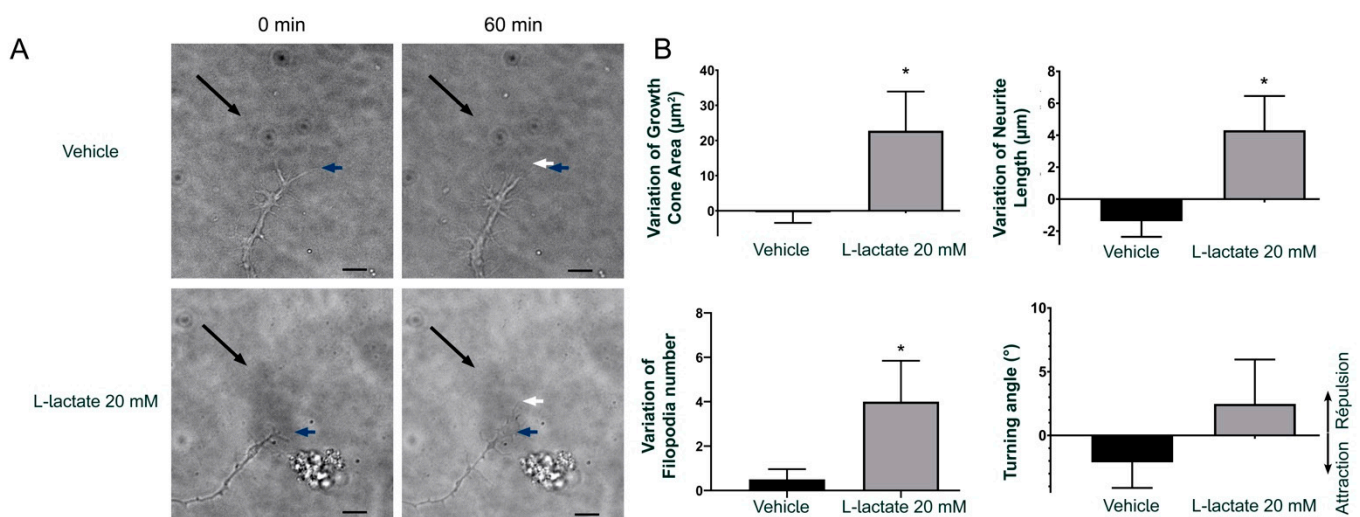 A
0 min
60 min
Vehicle
L-lactate 20 mM
B
Variation of Growth
Cone Area (µm²)
40
30
20
10
0
*
Vehicle
L-lactate 20 mM
Variation of Neurite
Length (µm)
8
6
4
2
0
-2
*
Vehicle
L-lactate 20 mM
Variation of
Filopodia number
8
6
4
2
0
*
Vehicle
L-lactate 20 mM
Turning angle (°)
10
5
0
5
Vehicle
L-lactate 20 mM
Attraction Répulsion